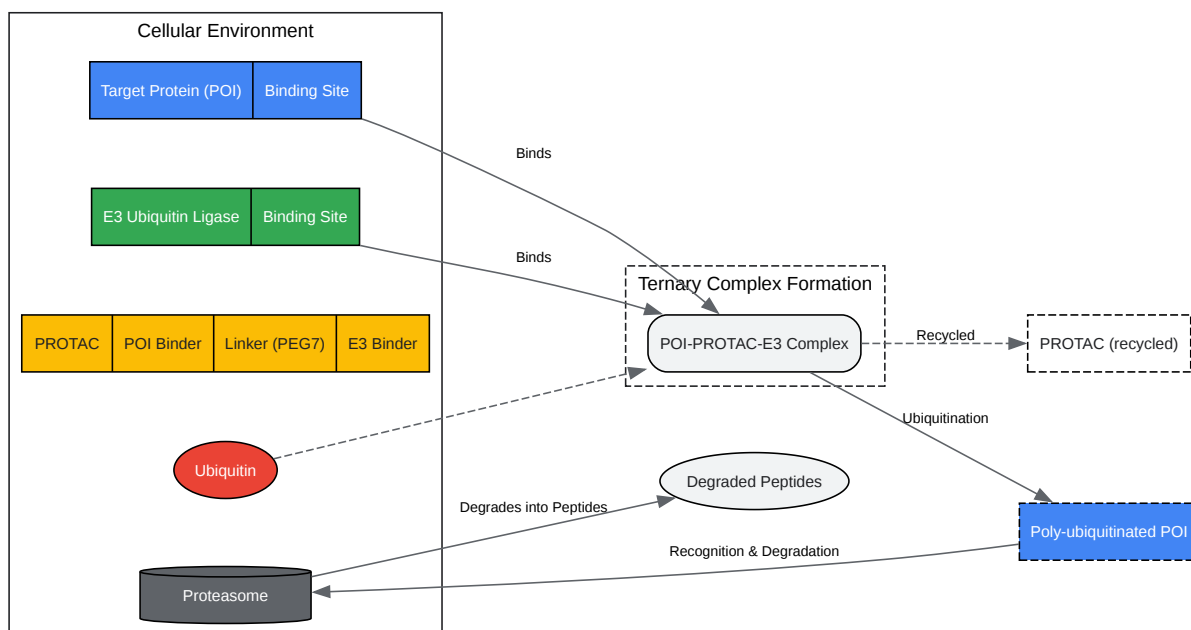 Cellular Environment
Target Protein (POI) Binding Site
Binds
E3 Ubiquitin Ligase Binding Site
Binds
Ternary Complex Formation
PROTAC POI Binder Linker (PEG7) E3 Binder
POI-PROTAC-E3 Complex
Recycled
PROTAC (recycled)
Ubiquitination
Ubiquitin
Degraded Peptides
Degrades into Peptides
Poly-ubiquitinated POI
Recognition & Degradation
Proteasome